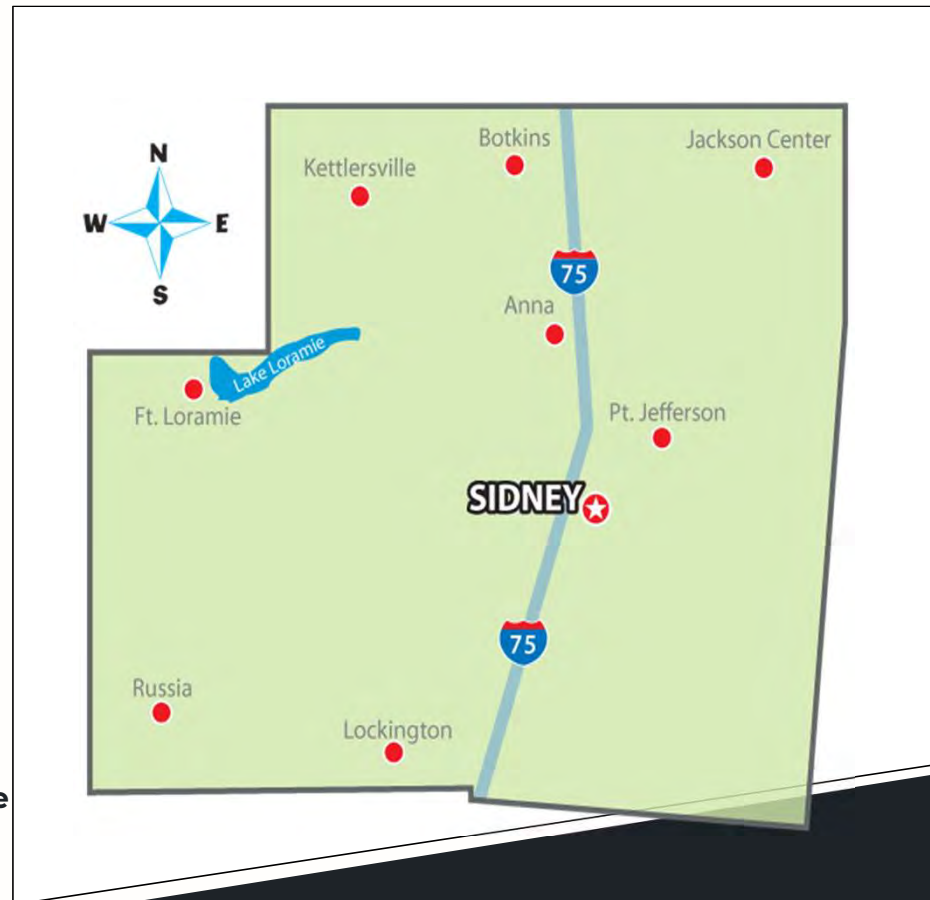 Botkins
Jackson Center
Kettlersville
N
W
E
S
75
Anna
Lake Loramie
Ft. Loramie
Pt. Jefferson
SIDNEY
75
Russia
Lockington
e